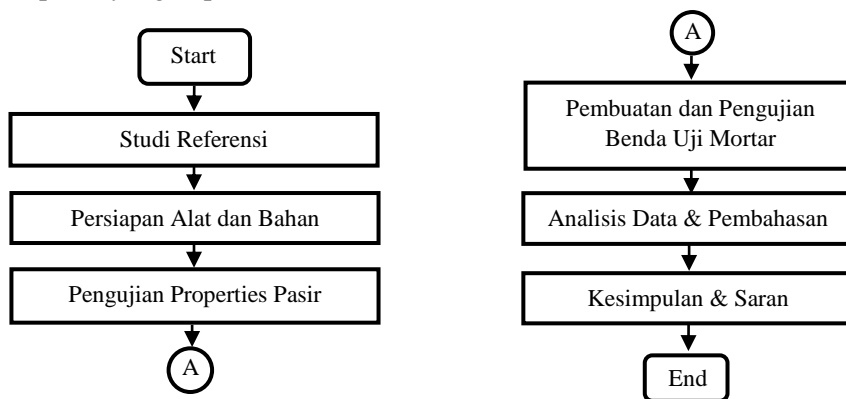 Start
Studi Referensi
Persiapan Alat dan Bahan
Pengujian Properties Pasir
A
A
Pembuatan dan Pengujian
Benda Uji Mortar
Analisis Data & Pembahasan
Kesimpulan & Saran
End